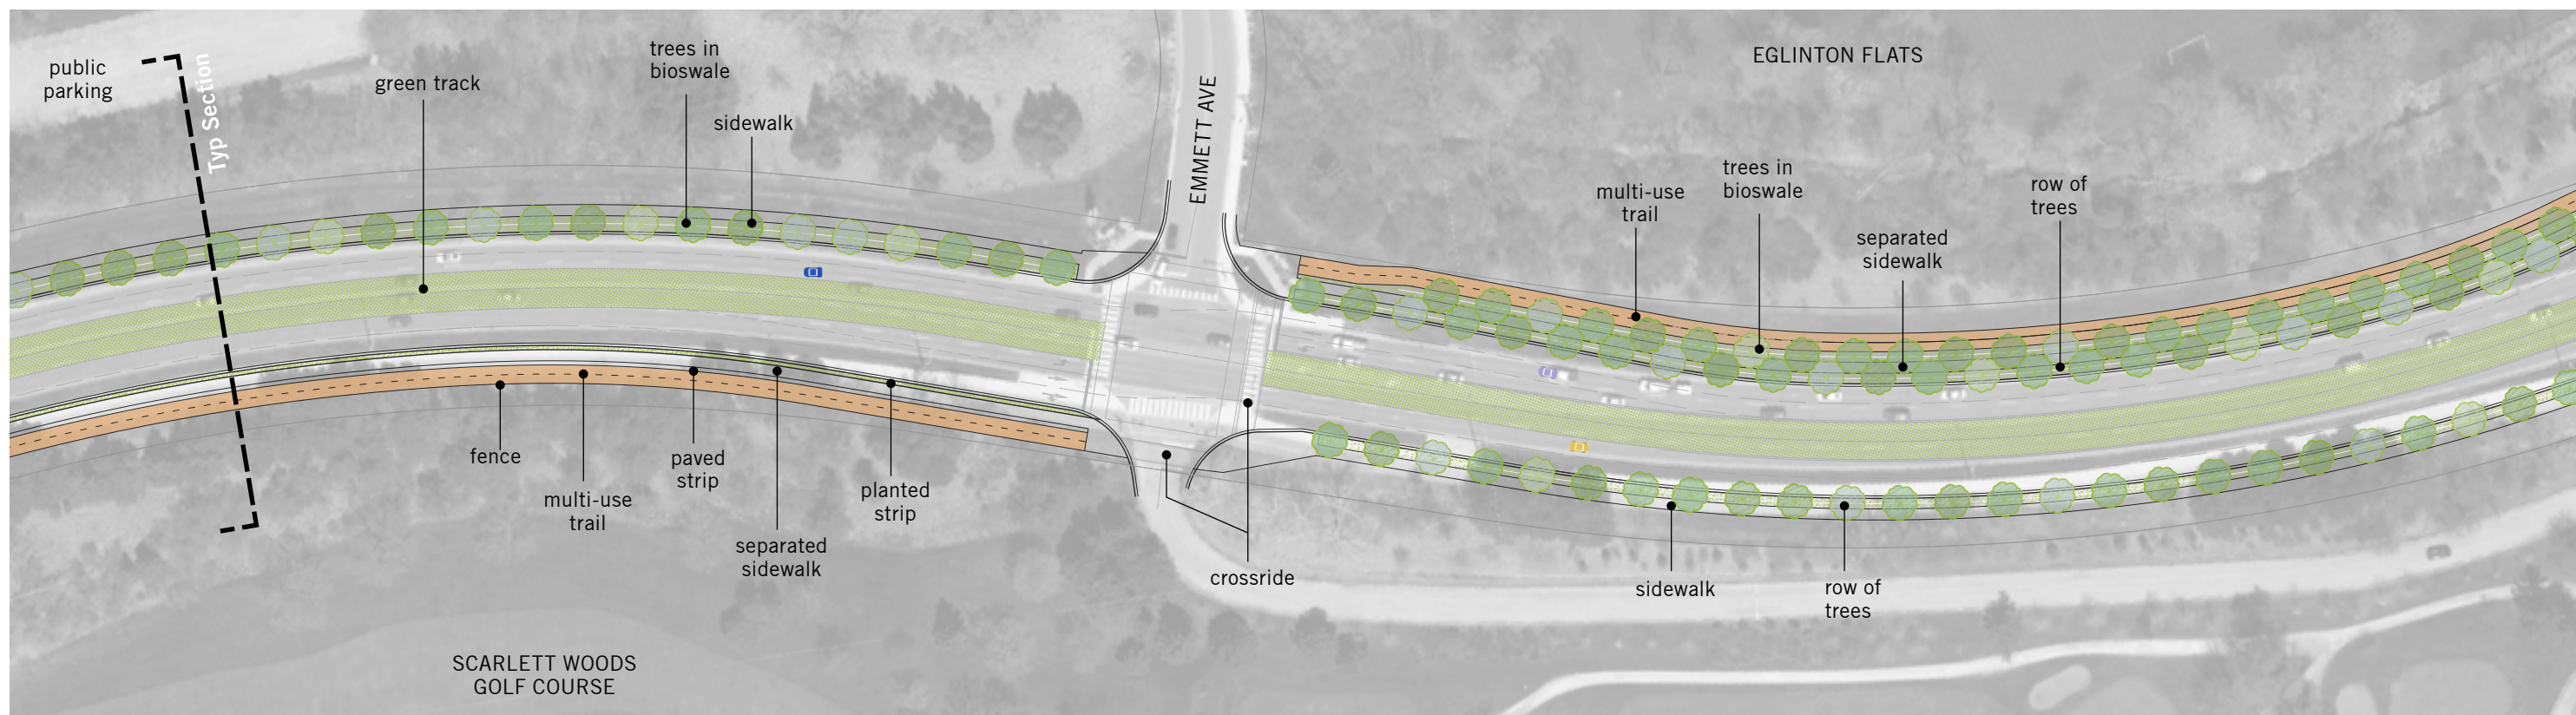 public
parking
Typ Section
green track
trees in
bioswale
sidewalk
EMMETT AVE
EGLINTON FLATS
multi-use
trail
trees in
bioswale
separated
sidewalk
row of
trees
fence
multi-use
trail
paved
strip
separated
sidewalk
planted
strip
crossride
sidewalk
row of
trees
SCARLETT WOODS
GOLF COURSE